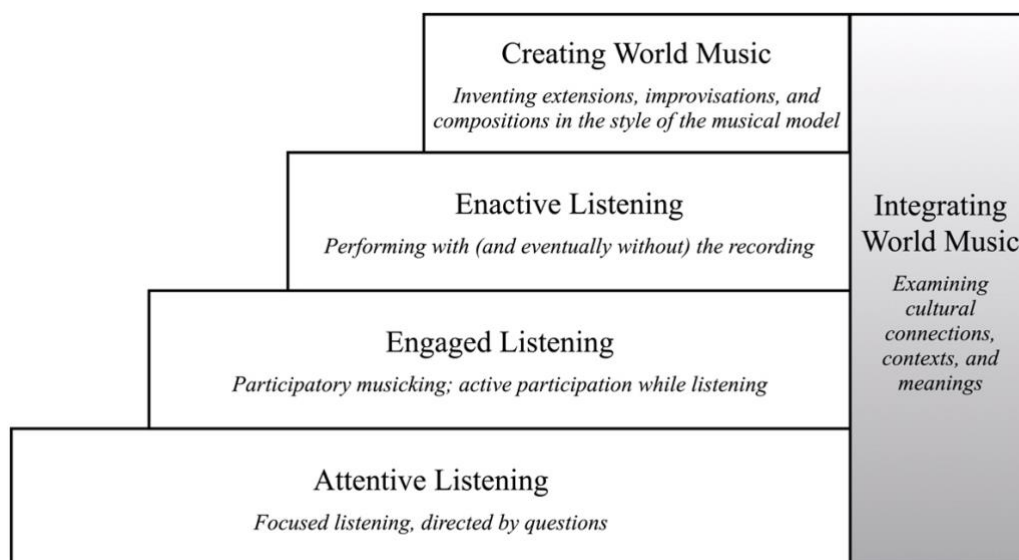 Creating World Music
Inventing extensions, improvisations, and
compositions in the style of the musical model
Enactive Listening
Performing with (and eventually without) the recording
Engaged Listening
Participatory musicking; active participation while listening
Attentive Listening
Focused listening, directed by questions
Integrating
World Music
Examining
cultural
connections,
contexts, and
meanings